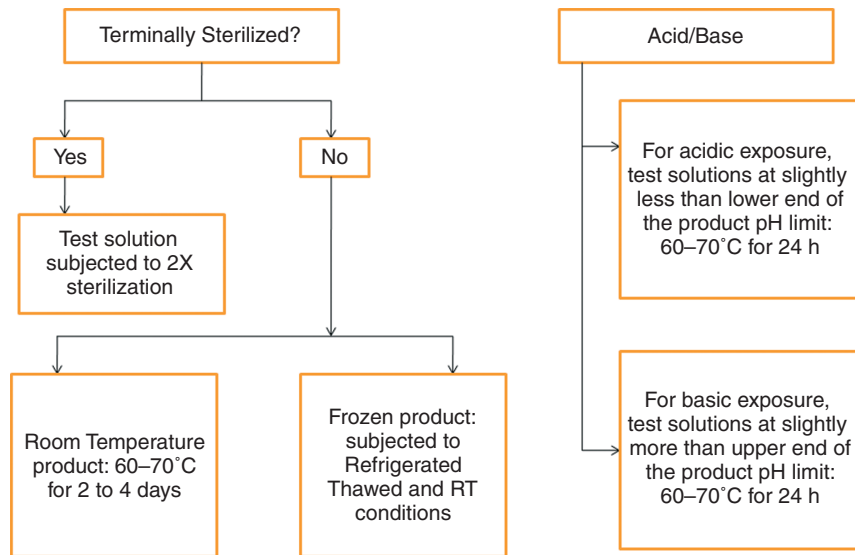 Terminally Sterilized?
Yes
No
Test solution
subjected to 2X
sterilization
Room Temperature
product: 60–70˚C
for 2 to 4 days
Frozen product:
subjected to
Refrigerated
Thawed and RT
conditions
Acid/Base
For acidic exposure,
test solutions at slightly
less than lower end of
the product pH limit:
60–70˚C for 24 h
For basic exposure,
test solutions at slightly
more than upper end of
the product pH limit:
60–70˚C for 24 h